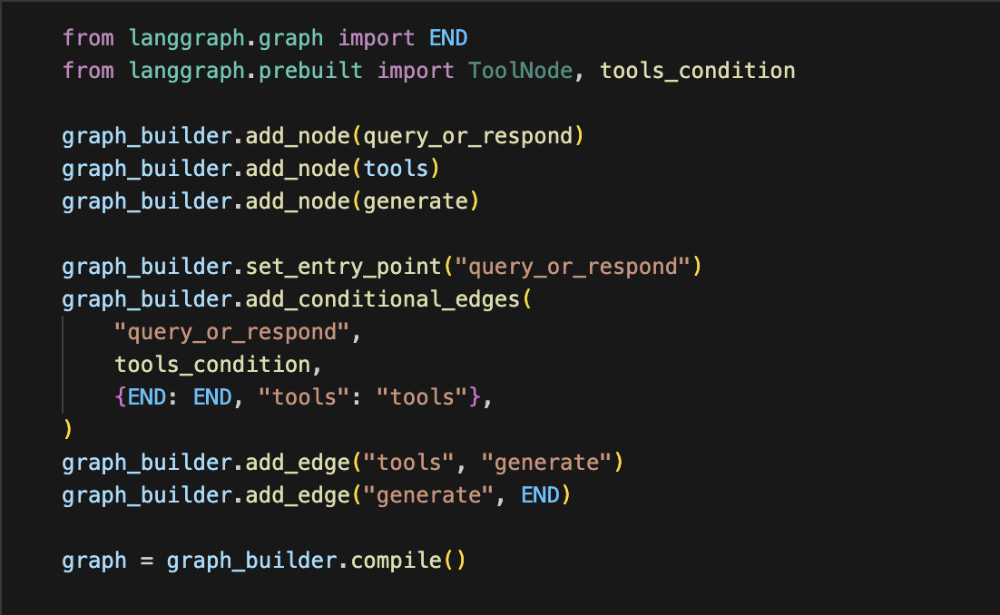 from langgraph.graph import END
from langgraph.prebuilt import ToolNode, tools_condition
graph_builder.add_node(query_or_respond)
graph_builder.add_node(tools)
graph_builder.add_node(generate)
graph_builder.set_entry_point("query_or_respond")
graph_builder.add_conditional_edges(
    "query_or_respond",
    tools_condition,
    {END: END, "tools": "tools"},
)
graph_builder.add_edge("tools", "generate")
graph_builder.add_edge("generate", END)
graph = graph_builder.compile()